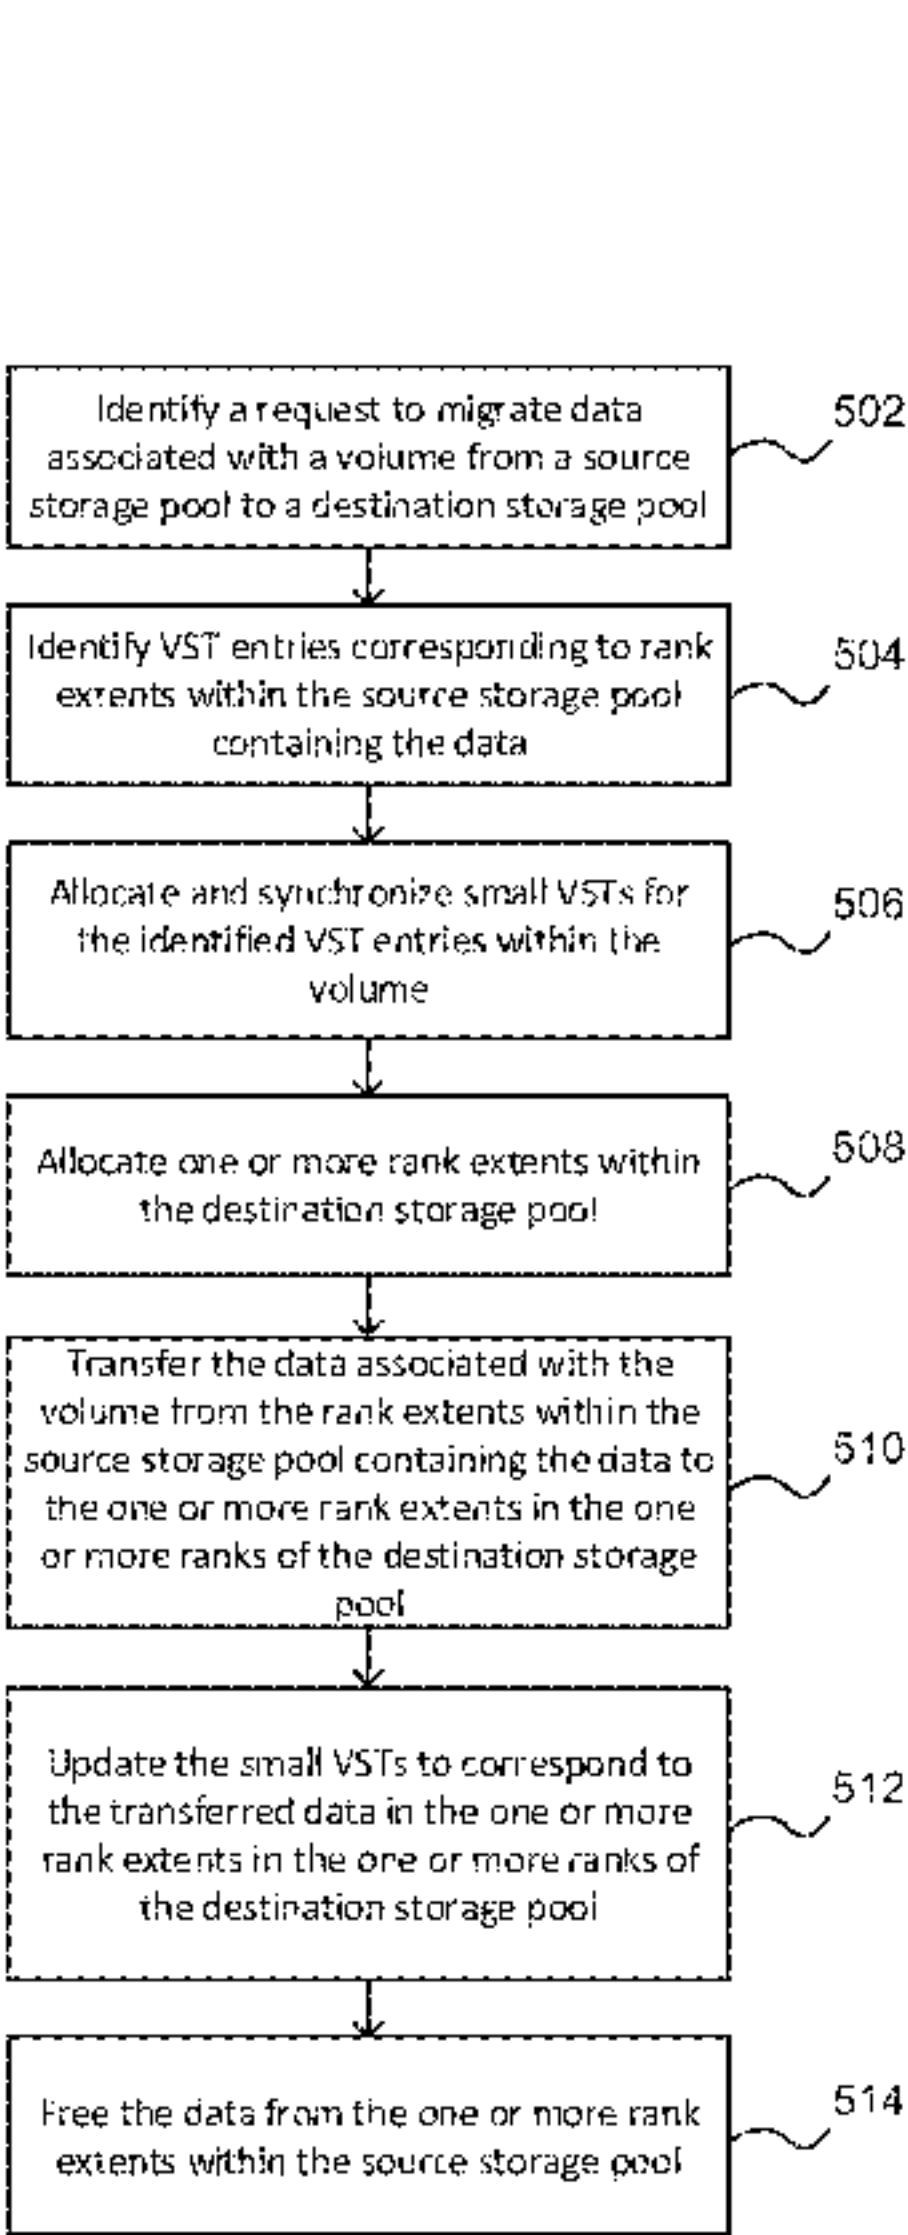 Identify a request to migrate data
associated with a volume from a source
storage pool to a destination storage pool
502
Identify VST entries corresponding to rank
extents within the source storage pool
containing the data
504
Allocate and synchronize small VSTs for
the identified VST entries within the
volume
506
Allocate one or more rank extents within
the destination storage pool
508
Transfer the data associated with the
volume from the rank extents within the
source storage pool containing the data to
the one or more rank extents in the one
or more ranks of the destination storage
pool
510
Update the small VSTs to correspond to
the transferred data in the one or more
rank extents in the one or more ranks of
the destination storage pool
512
Free the data from the one or more rank
extents within the source storage pool
514